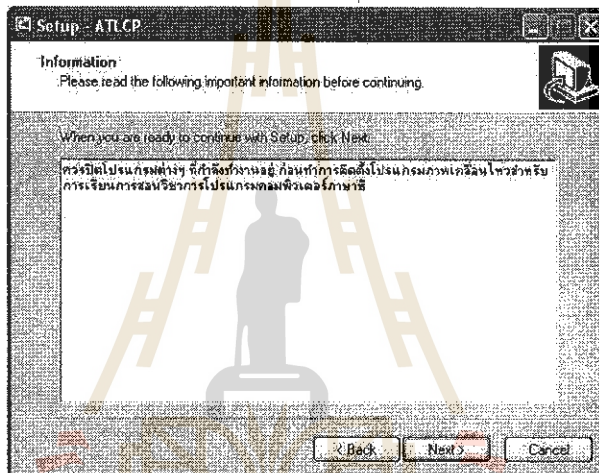 Setup - ATLCP
Information
Please read the following important information before continuing.
When you are ready to continue with Setup, click Next.
ควรปิดโปรแกรมต่างๆ ที่กำลังทำงานอยู่ ก่อนทำการติดตั้งโปรแกรมภาพเคลื่อนไหวสำหรับ
การเรียนการสอนวิชาการโปรแกรมคอมพิวเตอร์ภาษาซี
< Back
Next >
Cancel